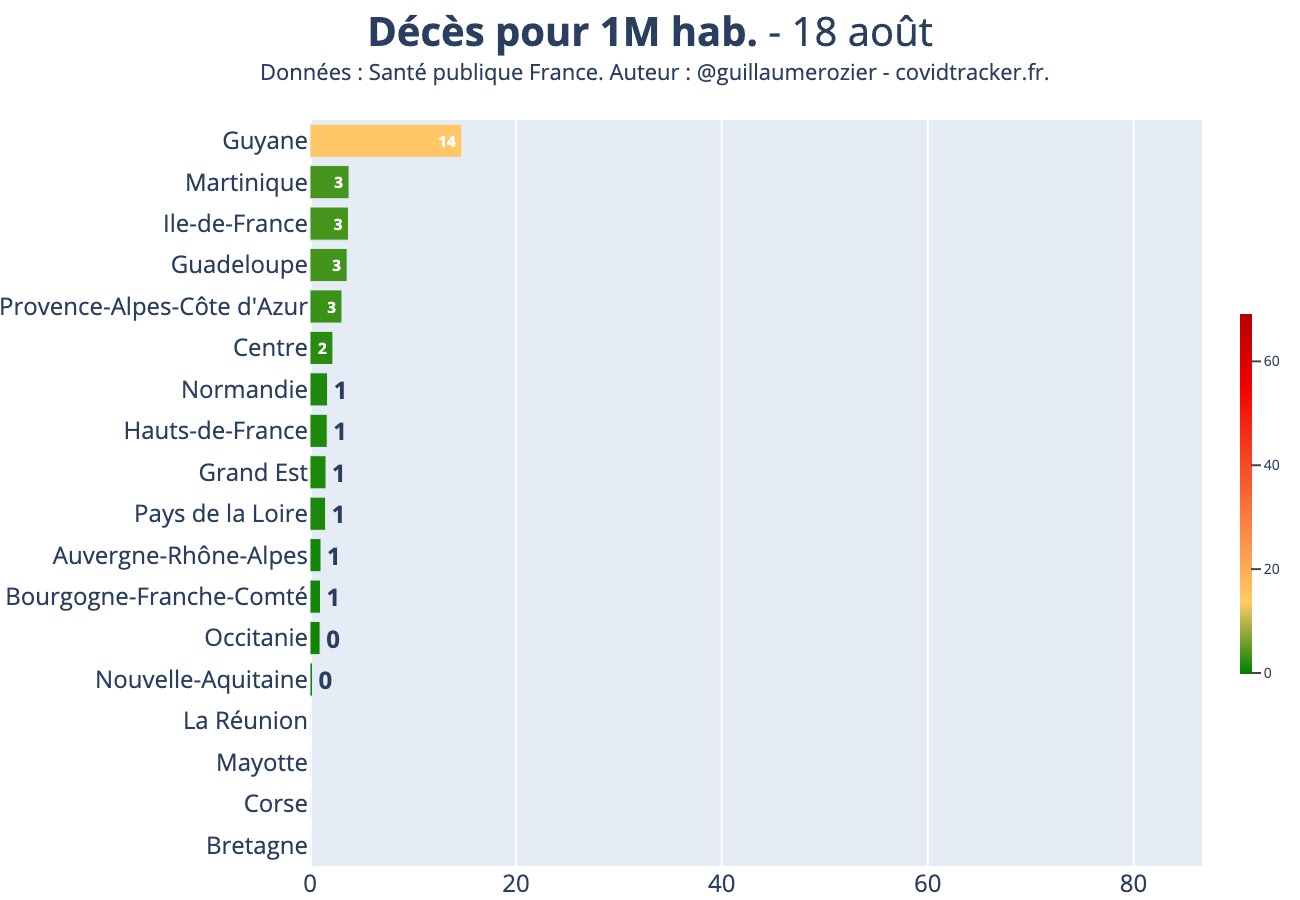 Décès pour 1M hab. - 18 août
Données : Santé publique France. Auteur : @guillaumerozier - covidtracker.fr.
Guyane 14
Martinique 3
Ile-de-France 3
Guadeloupe 3
Provence-Alpes-Côte d'Azur 3
Centre 2
Normandie 1
Hauts-de-France 1
Grand Est 1
Pays de la Loire 1
Auvergne-Rhône-Alpes 1
Bourgogne-Franche-Comté 1
Occitanie 0
Nouvelle-Aquitaine 0
La Réunion
Mayotte
Corse
Bretagne
0 20 40 60 80
60
40
20
0